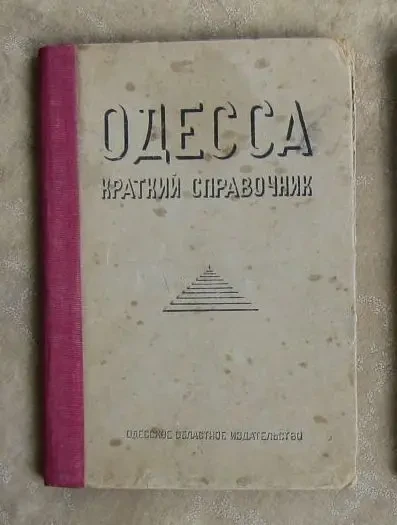 ОДЕССА
КРАТКИЙ СПРАВОЧНИК
ОДЕССКОЕ ОБЛАСТНОЕ ИЗДАТЕЛЬСТВО